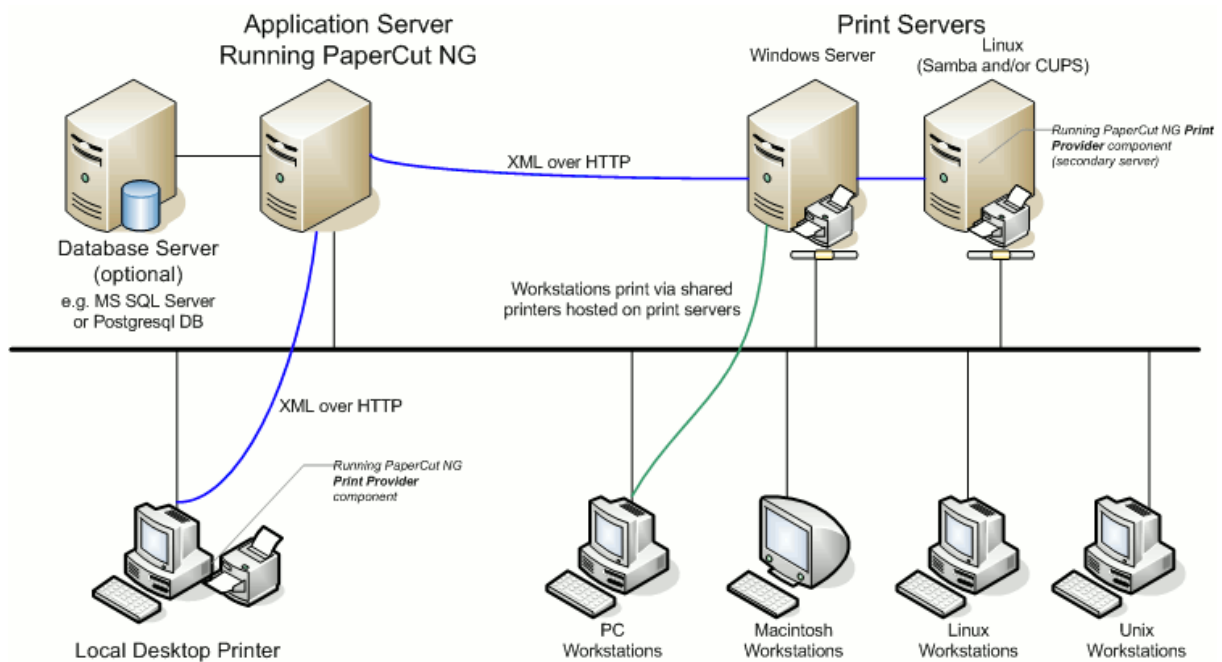 Application Server
Running PaperCut NG
Print Servers
Windows Server
Linux
(Samba and/or CUPS)
Running PaperCut NG Print
Provider component
(secondary server)
XML over HTTP
Database Server
(optional)
e.g. MS SQL Server
or Postgresql DB
Workstations print via shared
printers hosted on print servers
XML over HTTP
Running PaperCut NG
Print Provider
component
Local Desktop Printer
PC
Workstations
Macintosh
Workstations
Linux
Workstations
Unix
Workstations